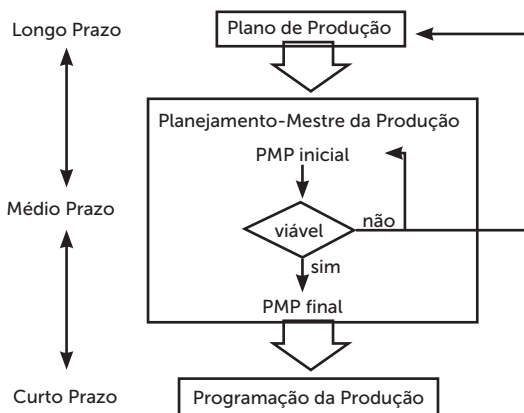 Longo Prazo
Plano de Produção
Planejamento-Mestre da Produção
PMP inicial
Médio Prazo
viável
não
sim
PMP final
Curto Prazo
Programação da Produção